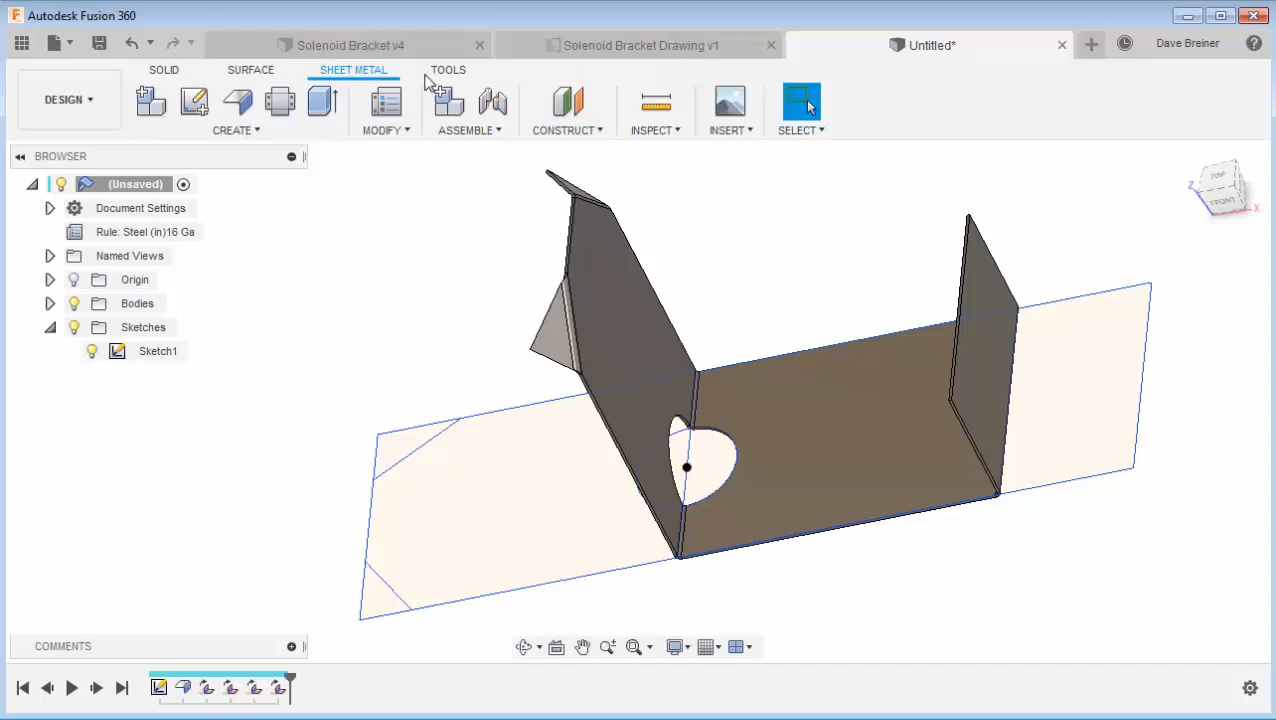 Autodesk Fusion 360
Solenoid Bracket v4
Solenoid Bracket Drawing v1
Untitled*
Dave Breiner
SOLID
SURFACE
SHEET METAL
TOOLS
DESIGN
CREATE
MODIFY
ASSEMBLE
CONSTRUCT
INSPECT
INSERT
SELECT
BROWSER
(Unsaved)
Document Settings
Rule: Steel (in)16 Ga
Named Views
Origin
Bodies
Sketches
Sketch1
TOP
FRONT
Z
X
COMMENTS